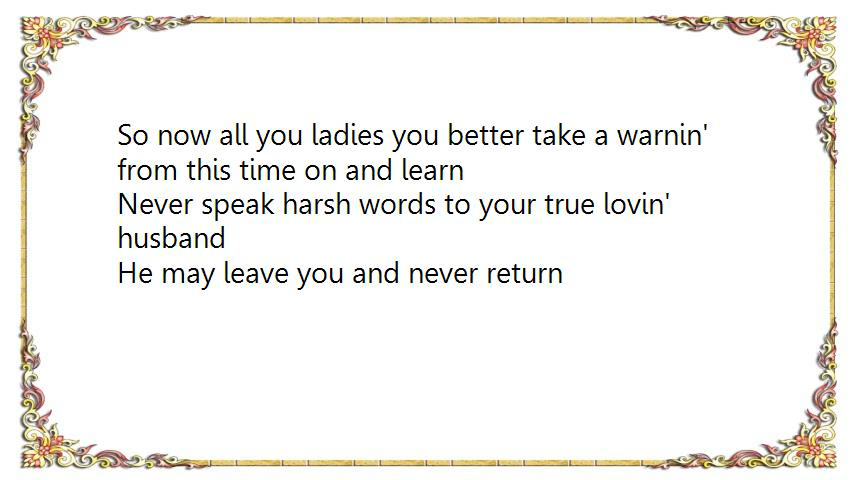 So now all you ladies you better take a warnin'
from this time on and learn
Never speak harsh words to your true lovin'
husband
He may leave you and never return